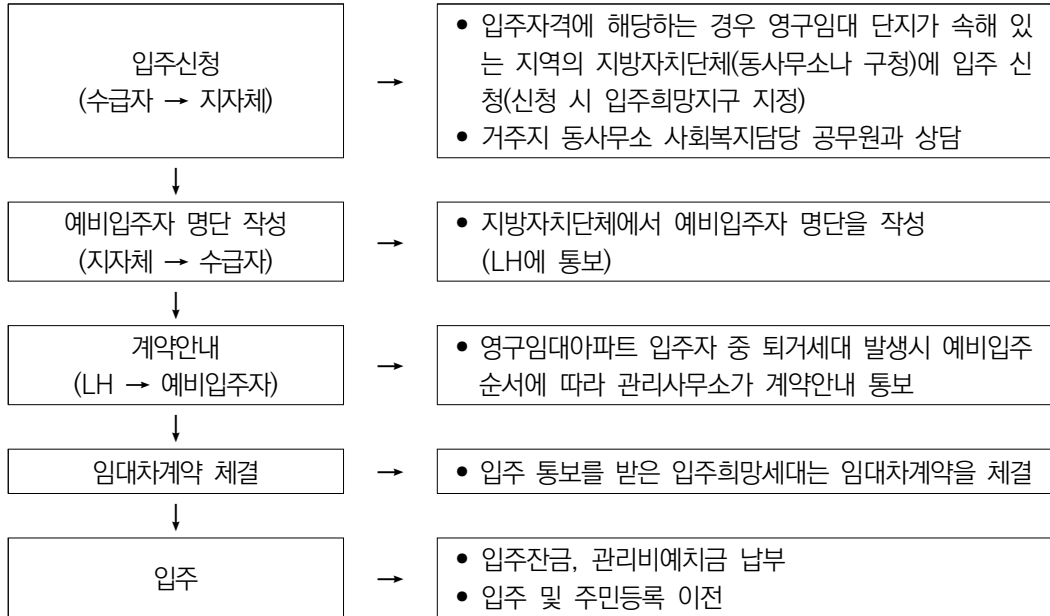 입주신청
(수급자 → 지자체)
→
• 입주자격에 해당하는 경우 영구임대 단지가 속해 있
는 지역의 지방자치단체(동사무소나 구청)에 입주 신
청(신청 시 입주희망지구 지정)
• 거주지 동사무소 사회복지담당 공무원과 상담
↓
예비입주자 명단 작성
(지자체 → 수급자)
→
• 지방자치단체에서 예비입주자 명단을 작성
(LH에 통보)
↓
계약안내
(LH → 예비입주자)
→
• 영구임대아파트 입주자 중 퇴거세대 발생시 예비입주
순서에 따라 관리사무소가 계약안내 통보
↓
임대차계약 체결
→
• 입주 통보를 받은 입주희망세대는 임대차계약을 체결
↓
입주
→
• 입주잔금, 관리비예치금 납부
• 입주 및 주민등록 이전